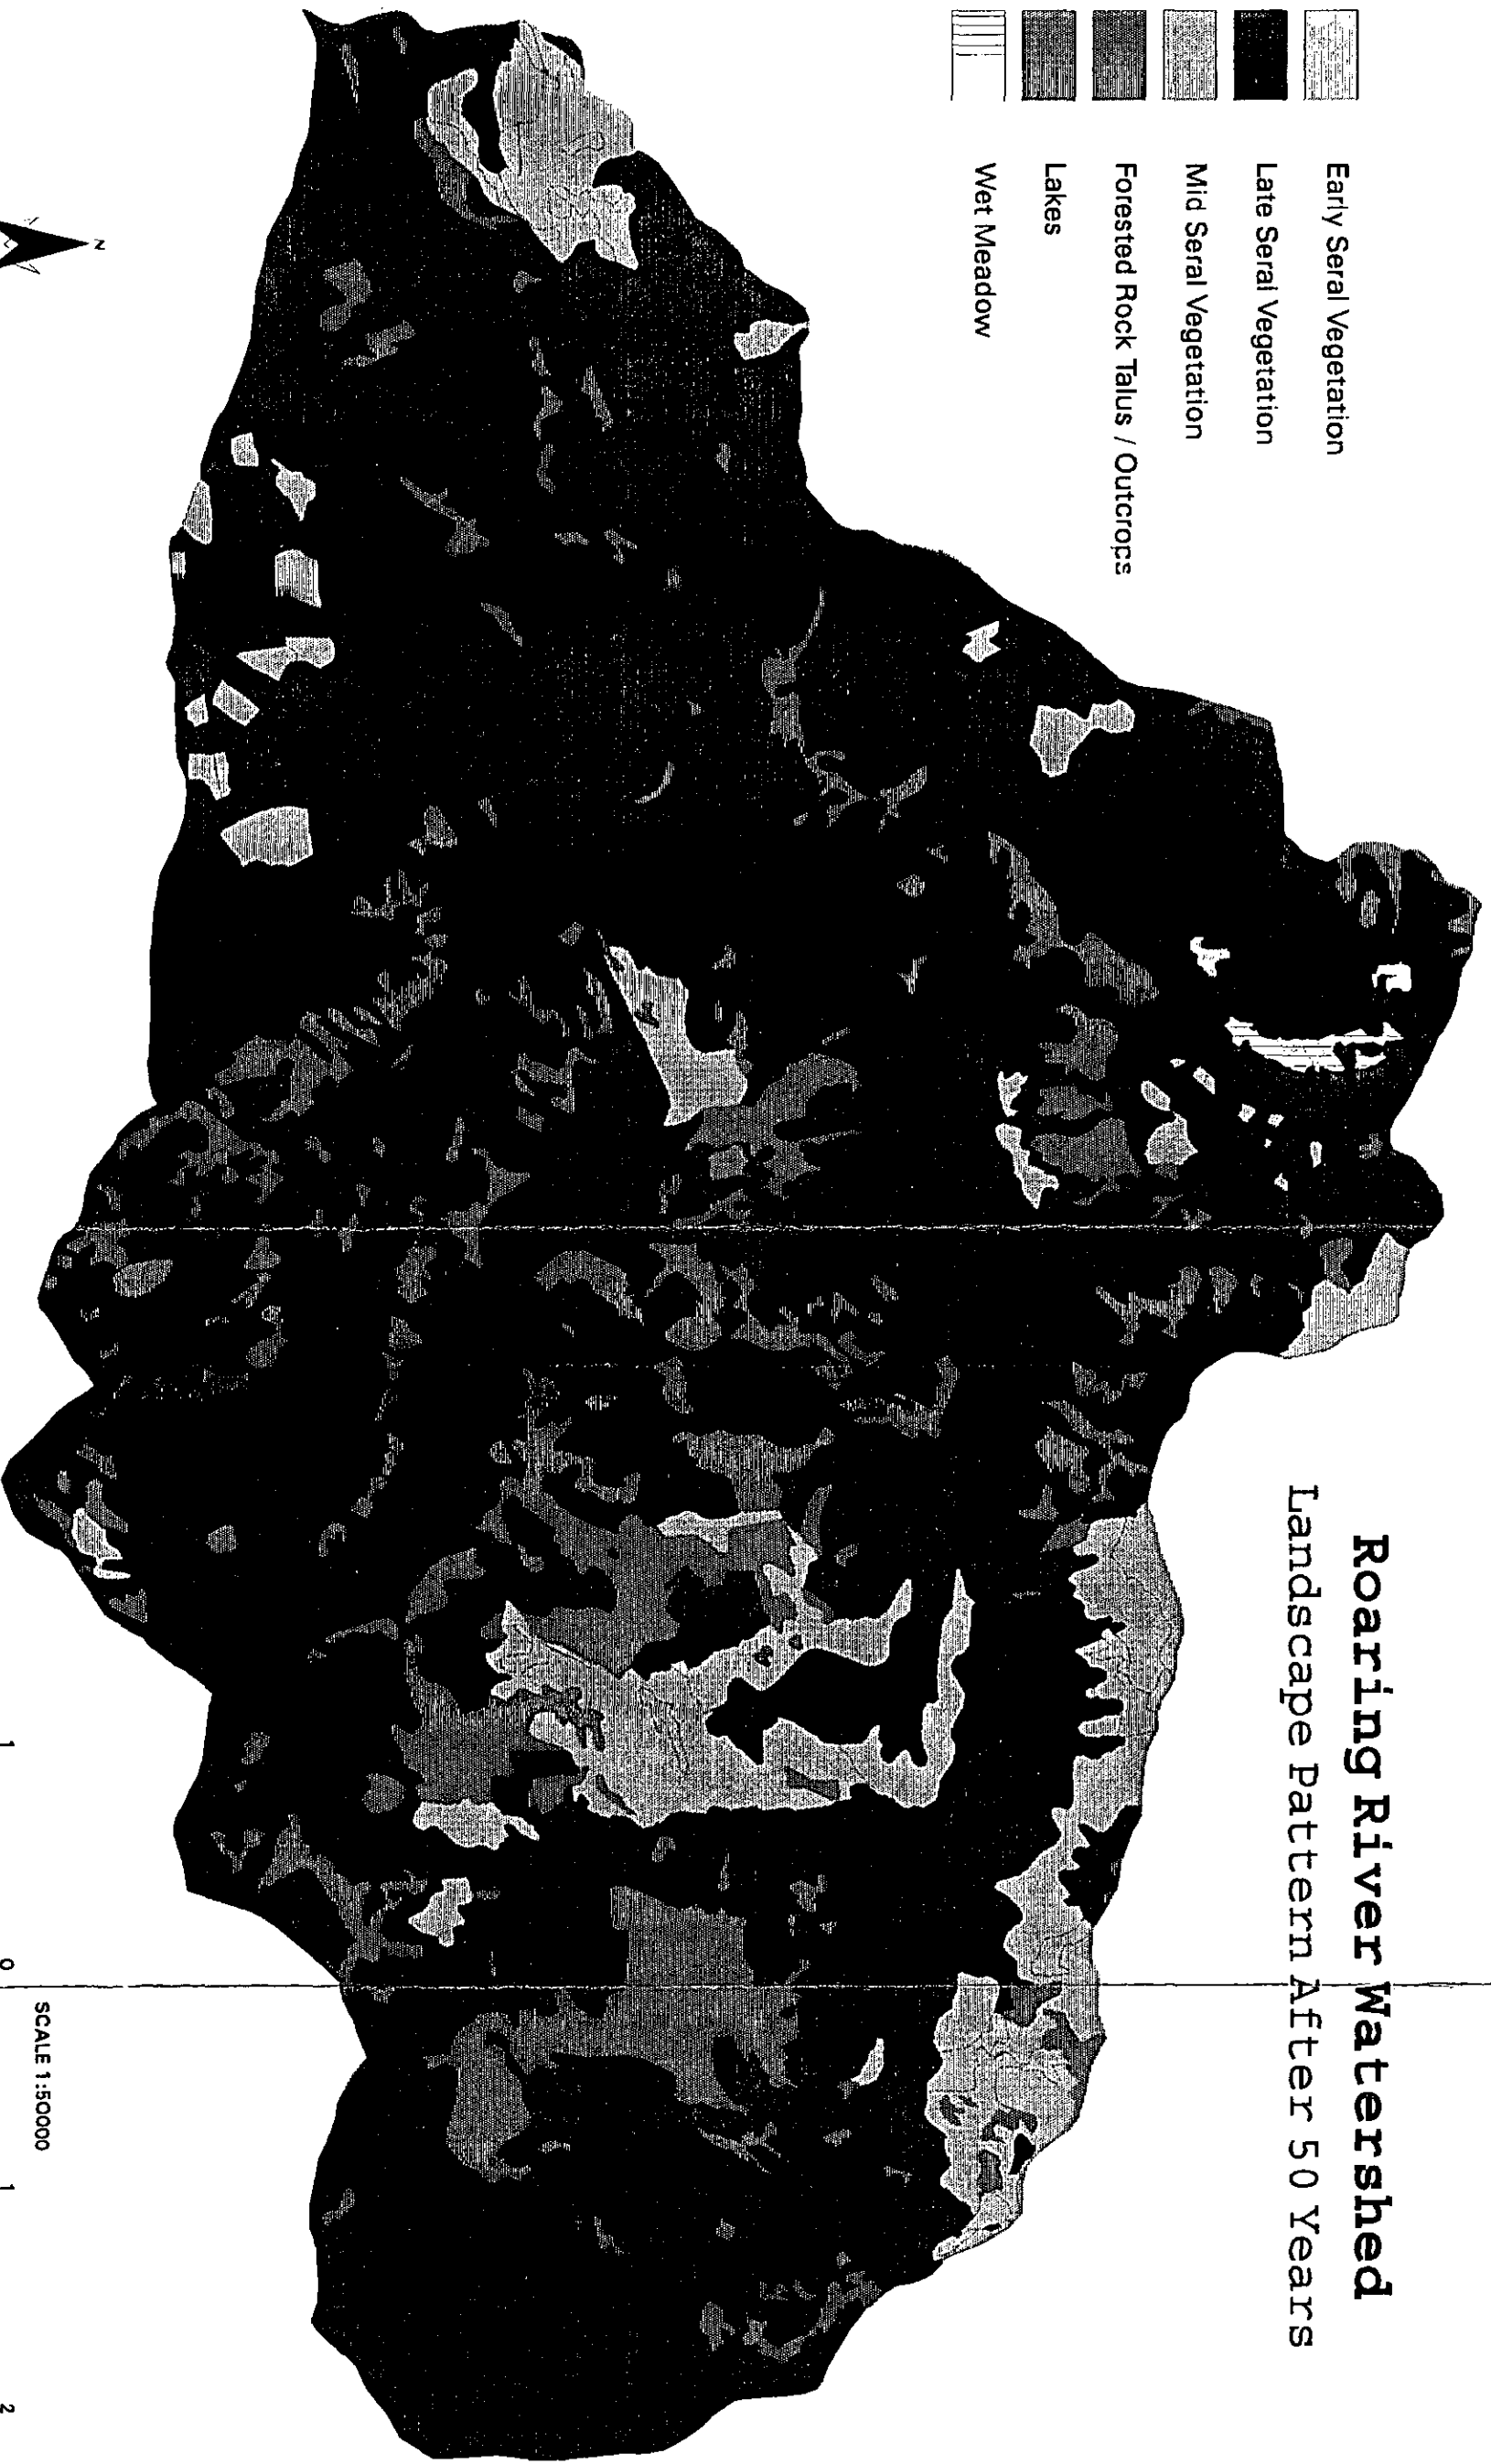 Roaring River Watershed
Landscape Pattern After 50 Years
Early Seral Vegetation
Late Seral Vegetation
Mid Seral Vegetation
Forested Rock Talus / Outcrops
Lakes
Wet Meadow
N
SCALE 1:50000
1 0 1 2